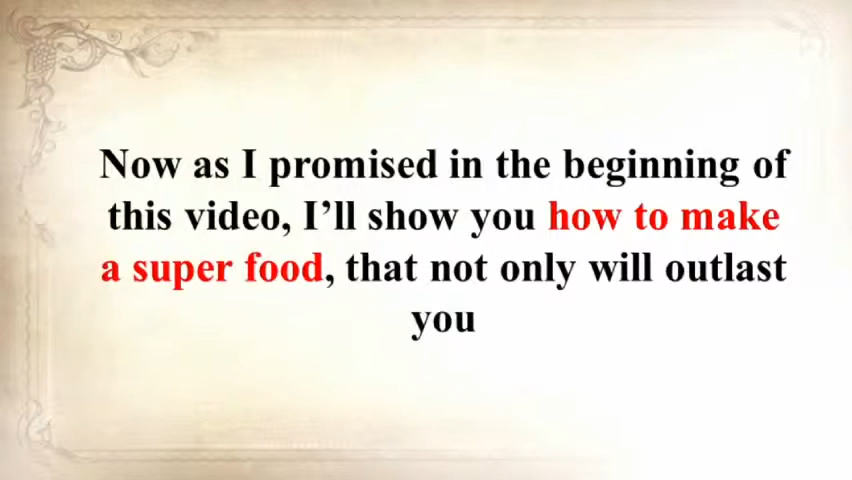 Now as I promised in the beginning of
this video, I’ll show you how to make
a super food, that not only will outlast
you